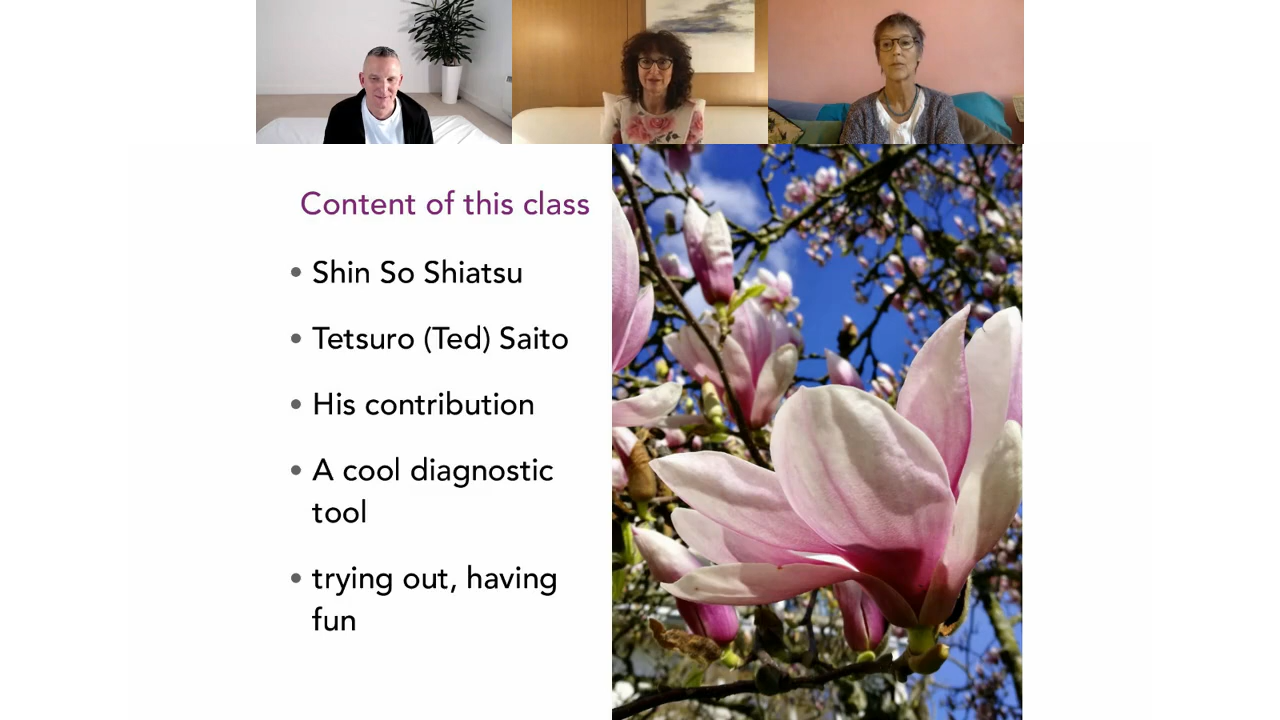 Content of this class
• Shin So Shiatsu
• Tetsuro (Ted) Saito
• His contribution
• A cool diagnostic
tool
• trying out, having
fun